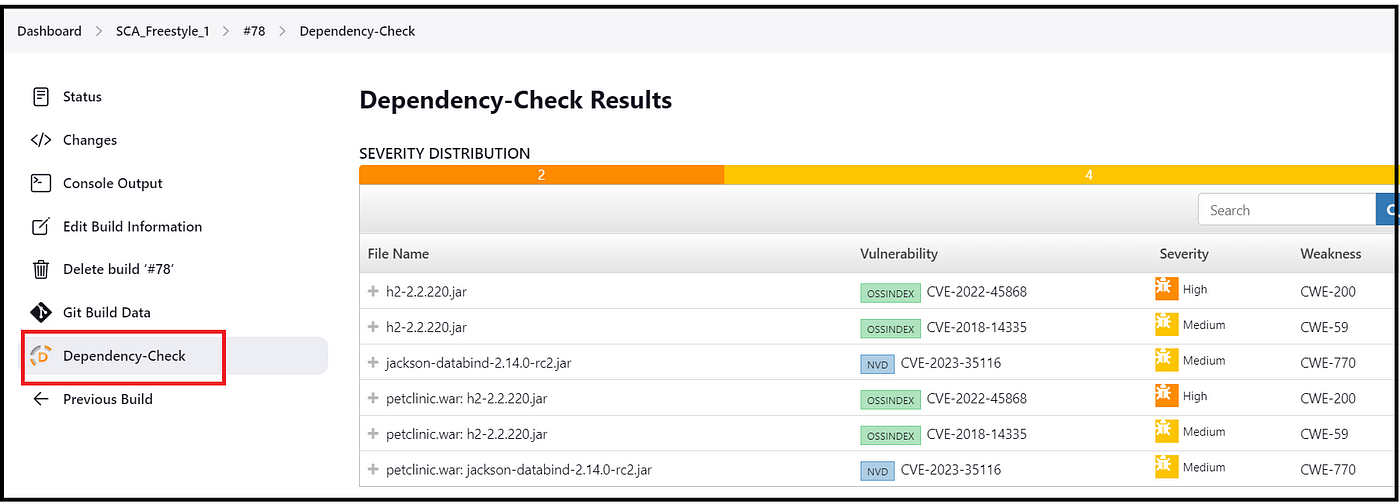 Dashboard > SCA_Freestyle_1 > #78 > Dependency-Check
Status
Changes
Console Output
Edit Build Information
Delete build ‘#78’
Git Build Data
Dependency-Check
Previous Build
Dependency-Check Results
SEVERITY DISTRIBUTION
2 4
Search
File Name Vulnerability Severity Weakness
h2-2.2.220.jar OSSINDEX CVE-2022-45868 High CWE-200
h2-2.2.220.jar OSSINDEX CVE-2018-14335 Medium CWE-59
jackson-databind-2.14.0-rc2.jar NVD CVE-2023-35116 Medium CWE-770
petclinic.war: h2-2.2.220.jar OSSINDEX CVE-2022-45868 High CWE-200
petclinic.war: h2-2.2.220.jar OSSINDEX CVE-2018-14335 Medium CWE-59
petclinic.war: jackson-databind-2.14.0-rc2.jar NVD CVE-2023-35116 Medium CWE-770